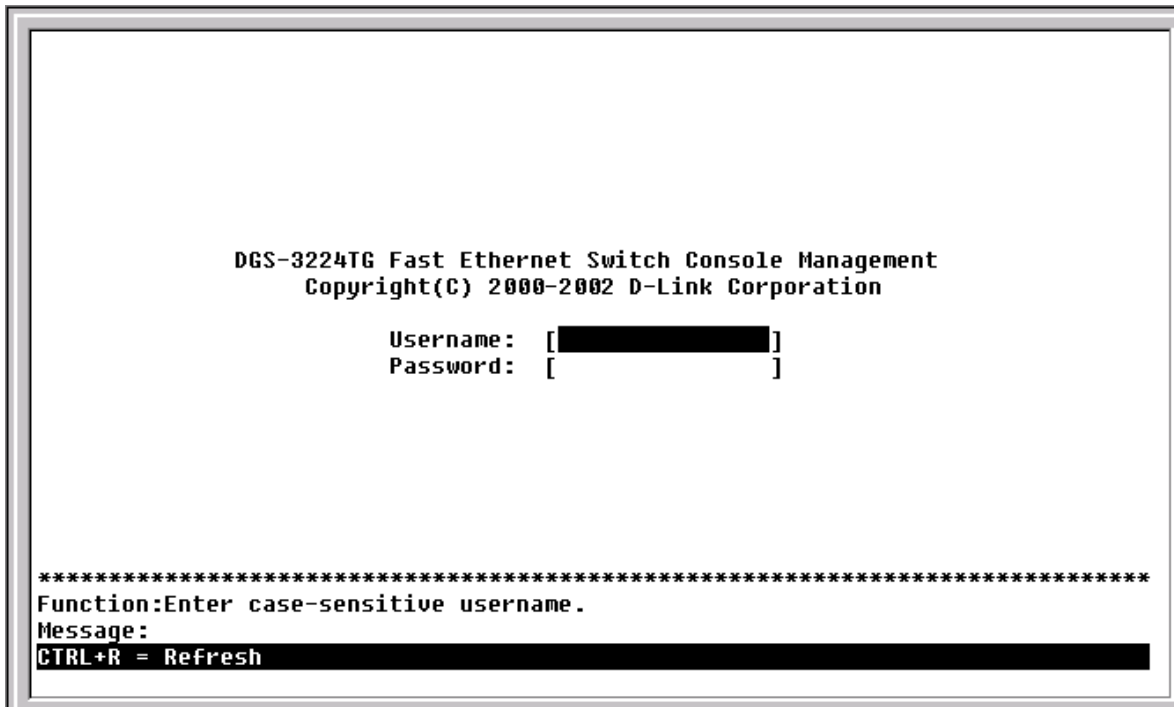 DGS-3224TG Fast Ethernet Switch Console Management
Copyright(C) 2000-2002 D-Link Corporation
Username: [ ]
Password: [ ]
*******************************************************************************
Function:Enter case-sensitive username.
Message:
CTRL+R = Refresh